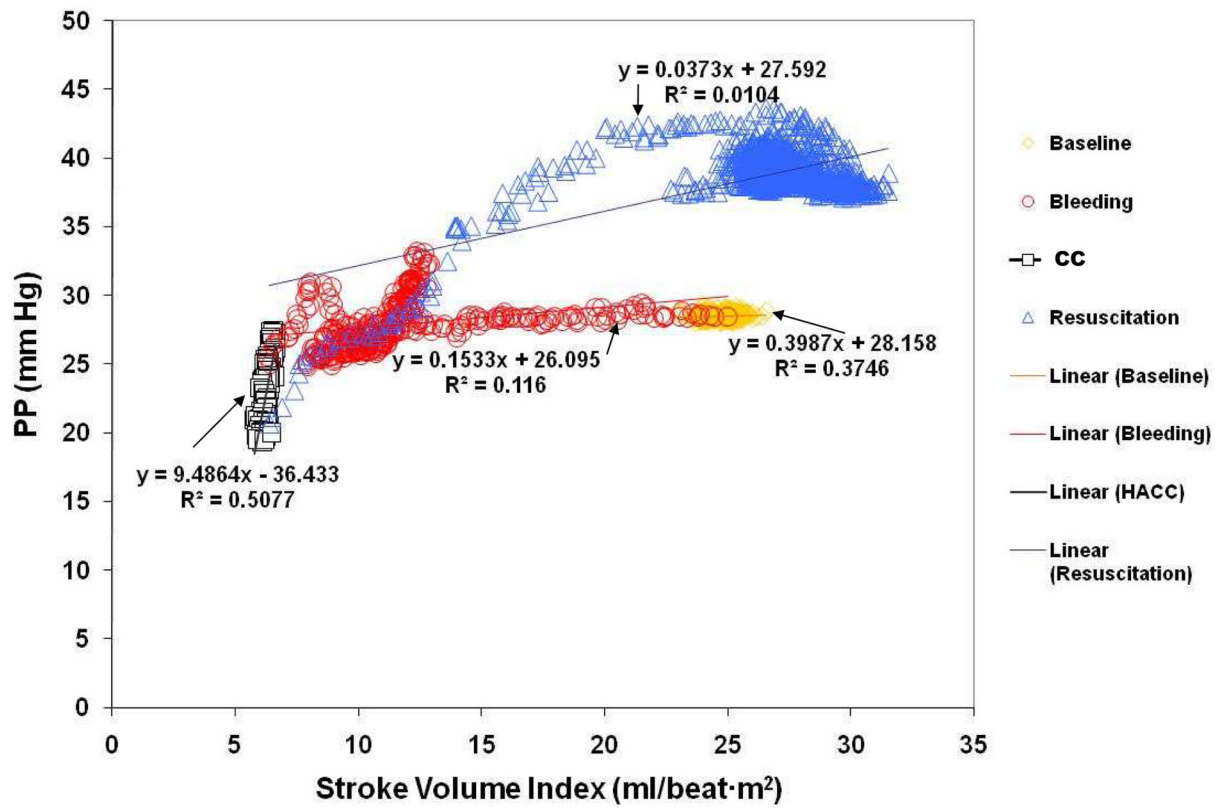 50
45
40
35
30
25
20
15
10
5
0
PP (mm Hg)
y = 0.0373x + 27.592
R² = 0.0104
y = 0.1533x + 26.095
R² = 0.116
y = 0.3987x + 28.158
R² = 0.3746
y = 9.4864x - 36.433
R² = 0.5077
0 5 10 15 20 25 30 35
Stroke Volume Index (ml/beat·m²)
Baseline
Bleeding
CC
Resuscitation
Linear (Baseline)
Linear (Bleeding)
Linear (HACC)
Linear
(Resuscitation)